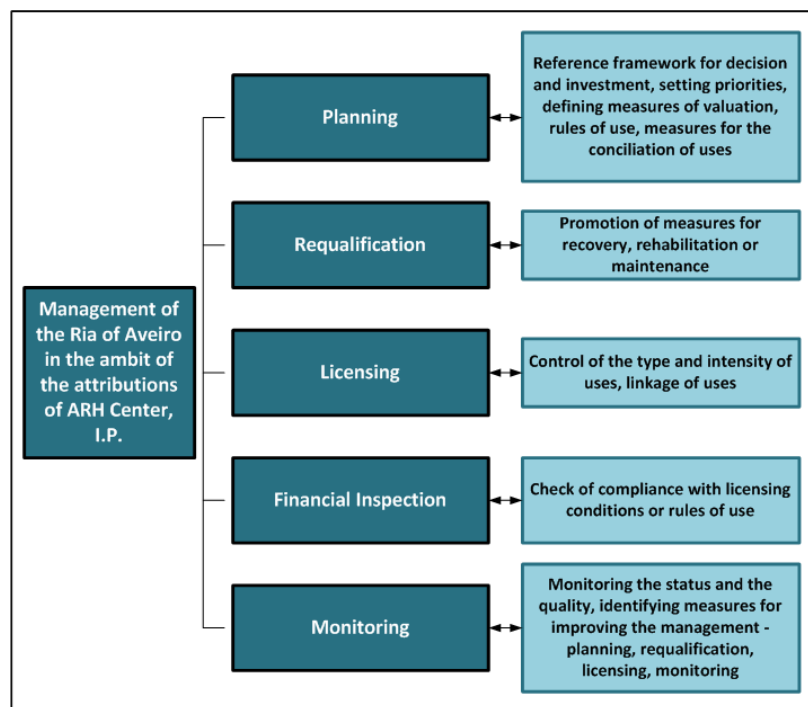 Planning
Reference framework for decision
and investment, setting priorities,
defining measures of valuation,
rules of use, measures for the
conciliation of uses
Requalification
Promotion of measures for
recovery, rehabilitation or
maintenance
Management of
the Ria of Aveiro
in the ambit of
the attributions
of ARH Center,
I.P.
Licensing
Control of the type and intensity of
uses, linkage of uses
Financial Inspection
Check of compliance with licensing
conditions or rules of use
Monitoring
Monitoring the status and the
quality, identifying measures for
improving the management -
planning, requalification,
licensing, monitoring